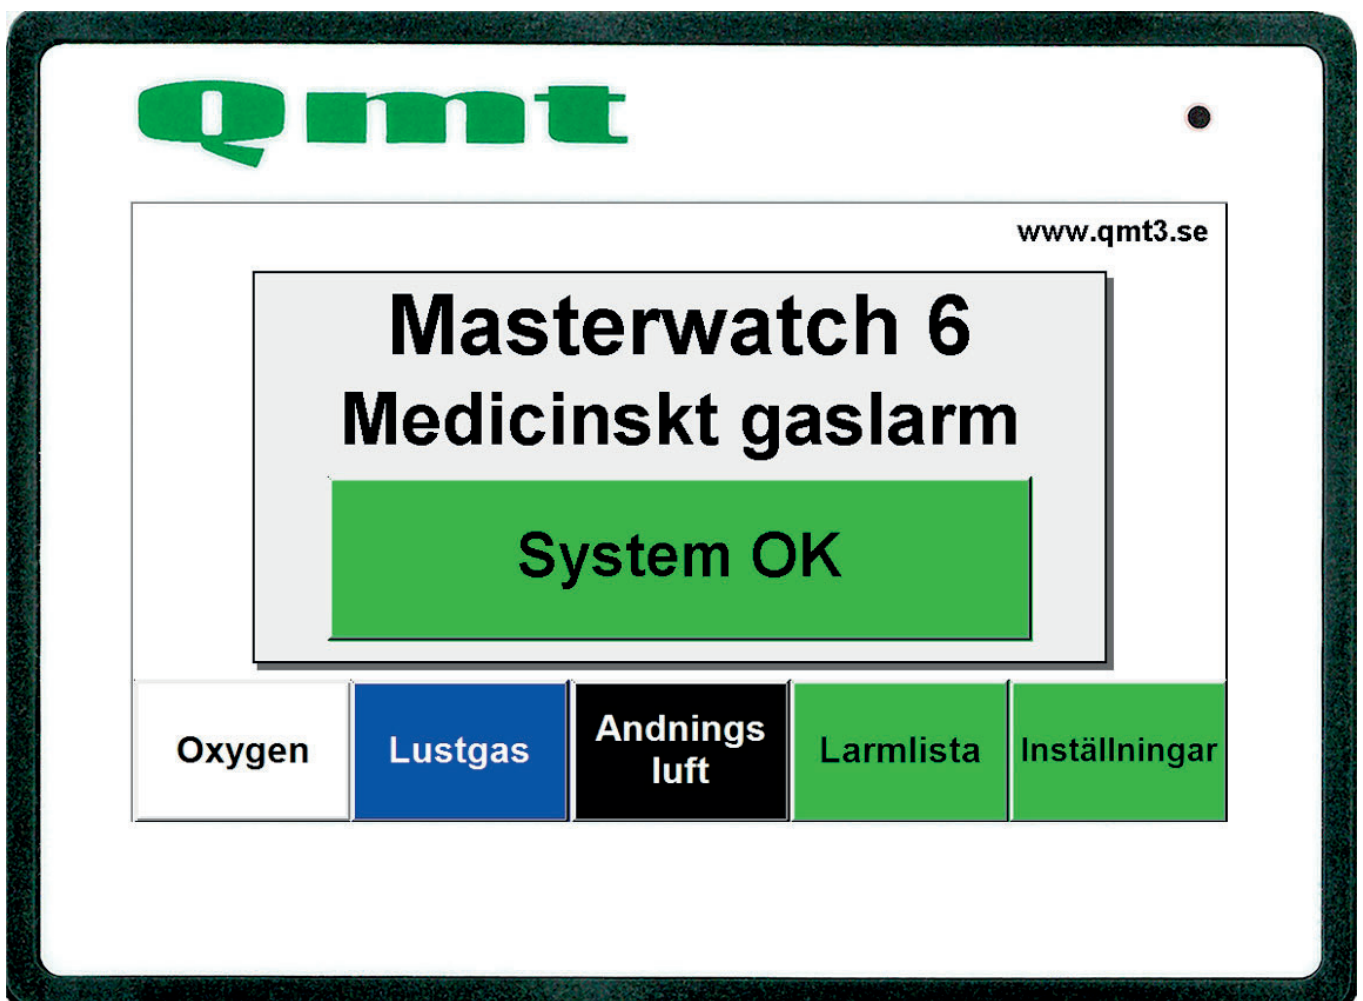 Qmt
www.qmt3.se
Masterwatch 6
Medicinskt gaslarm
System OK
Oxygen
Lustgas
Andnings
luft
Larmlista
Inställningar